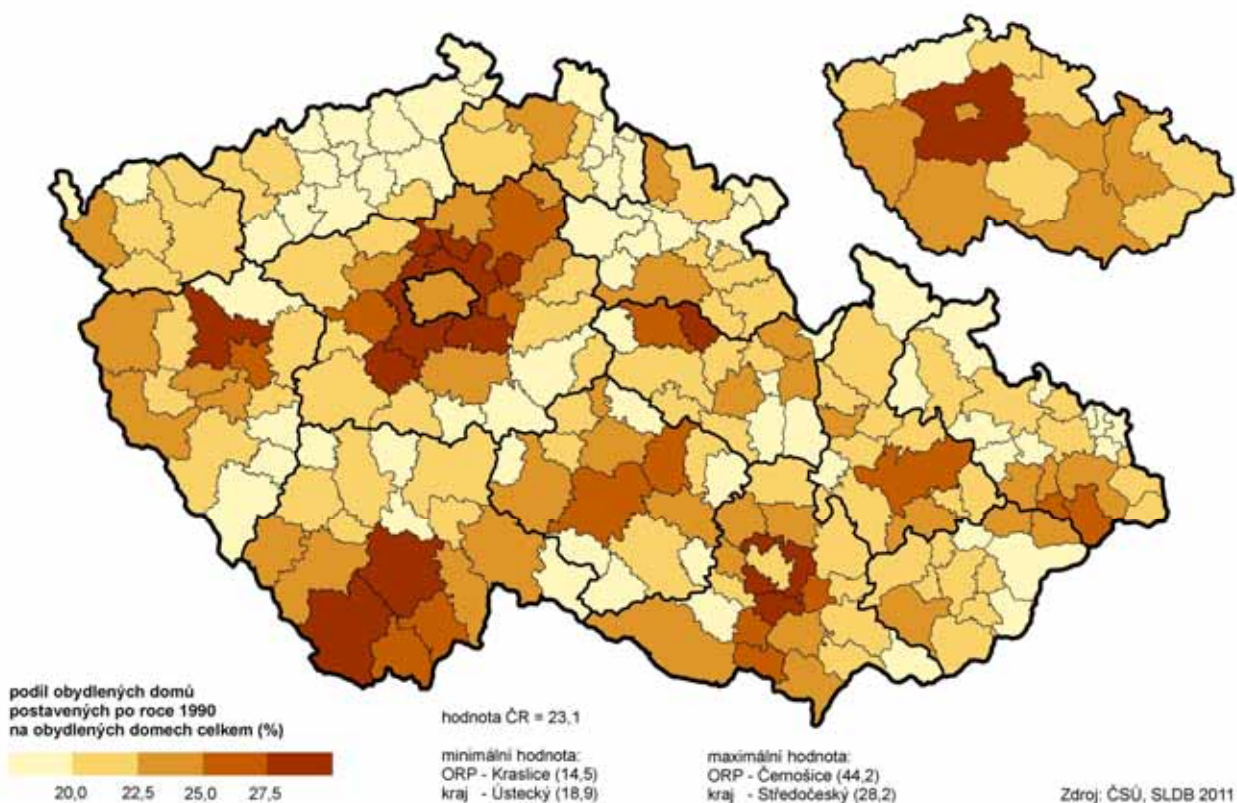 podíl obydlených domů
postavených po roce 1990
na obydlených domech celkem (%)
20,0 22,5 25,0 27,5
hodnota ČR = 23,1
minimální hodnota:
ORP - Kraslice (14,5)
kraj - Ústecký (18,9)
maximální hodnota:
ORP - Černošice (44,2)
kraj - Středočeský (28,2)
Zdroj: ČSÚ, SLDB 2011